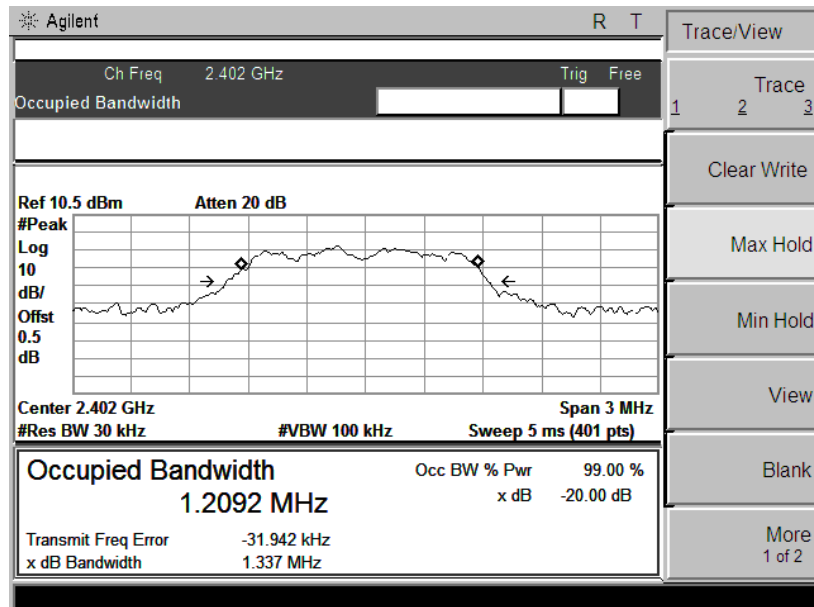 Agilent R T
Trace/View
Ch Freq 2.402 GHz Trig Free
Occupied Bandwidth
Trace
1 2 3
Clear Write
Ref 10.5 dBm Atten 20 dB
#Peak
Log
10
dB/
Offst
0.5
dB
Max Hold
Min Hold
View
Center 2.402 GHz Span 3 MHz
#Res BW 30 kHz #VBW 100 kHz Sweep 5 ms (401 pts)
Occupied Bandwidth
1.2092 MHz
Occ BW % Pwr 99.00 %
x dB -20.00 dB
Blank
Transmit Freq Error -31.942 kHz
x dB Bandwidth 1.337 MHz
More
1 of 2